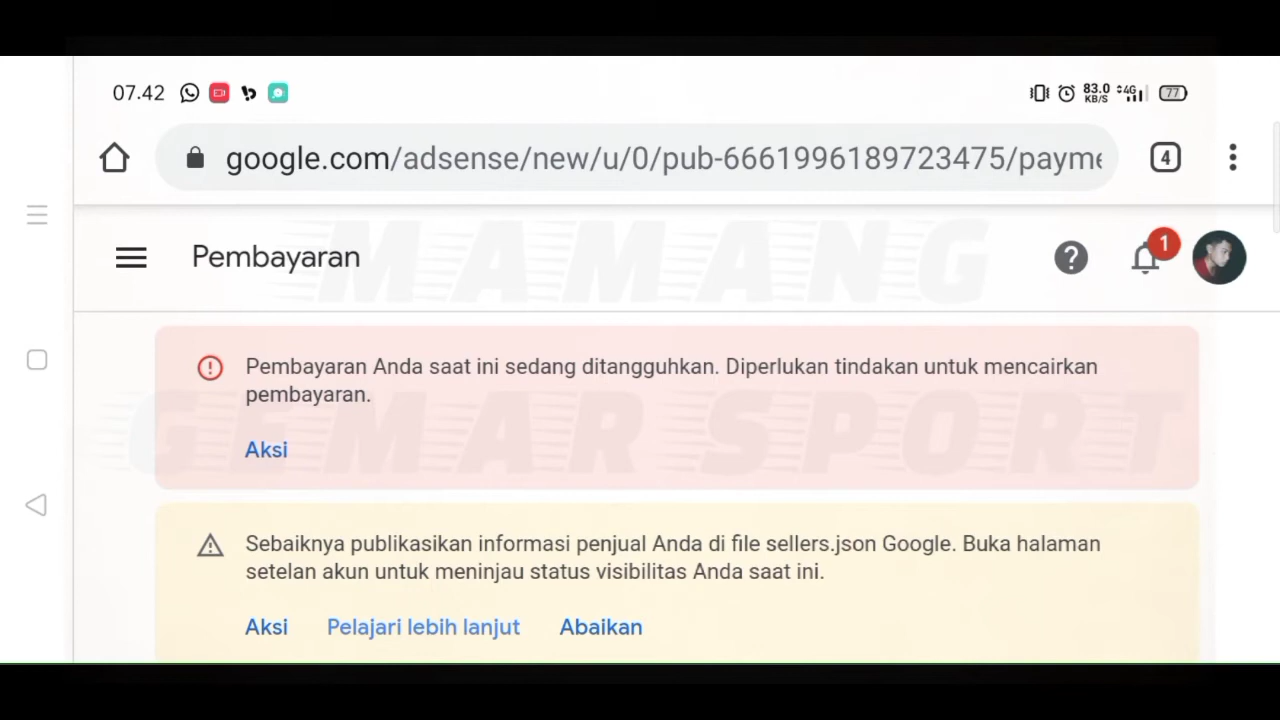 07.42
83.0
KB/S
4G
77
google.com/adsense/new/u/0/pub-6661996189723475/payme
4
Pembayaran
1
MAMANG
GEMAR SPORT
Pembayaran Anda saat ini sedang ditangguhkan. Diperlukan tindakan untuk mencairkan
pembayaran.
Aksi
Sebaiknya publikasikan informasi penjual Anda di file sellers.json Google. Buka halaman
setelan akun untuk meninjau status visibilitas Anda saat ini.
Aksi Pelajari lebih lanjut Abaikan